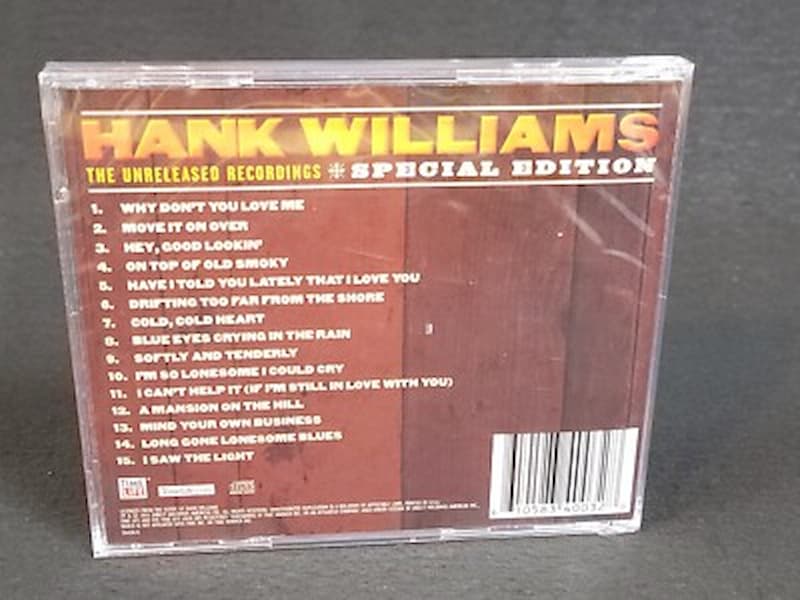 HANK WILLIAMS
THE UNRELEASED RECORDINGS ❉ SPECIAL EDITION
1. WHY DON'T YOU LOVE ME
2. MOVE IT ON OVER
3. HEY, GOOD LOOKIN'
4. ON TOP OF OLD SMOKY
5. HAVE I TOLD YOU LATELY THAT I LOVE YOU
6. DRIFTING TOO FAR FROM THE SHORE
7. COLD, COLD HEART
8. BLUE EYES CRYING IN THE RAIN
9. SOFTLY AND TENDERLY
10. I'M SO LONESOME I COULD CRY
11. I CAN'T HELP IT (IF I'M STILL IN LOVE WITH YOU)
12. A MANSION ON THE HILL
13. MIND YOUR OWN BUSINESS
14. LONG GONE LONESOME BLUES
15. I SAW THE LIGHT
TIME LIFE